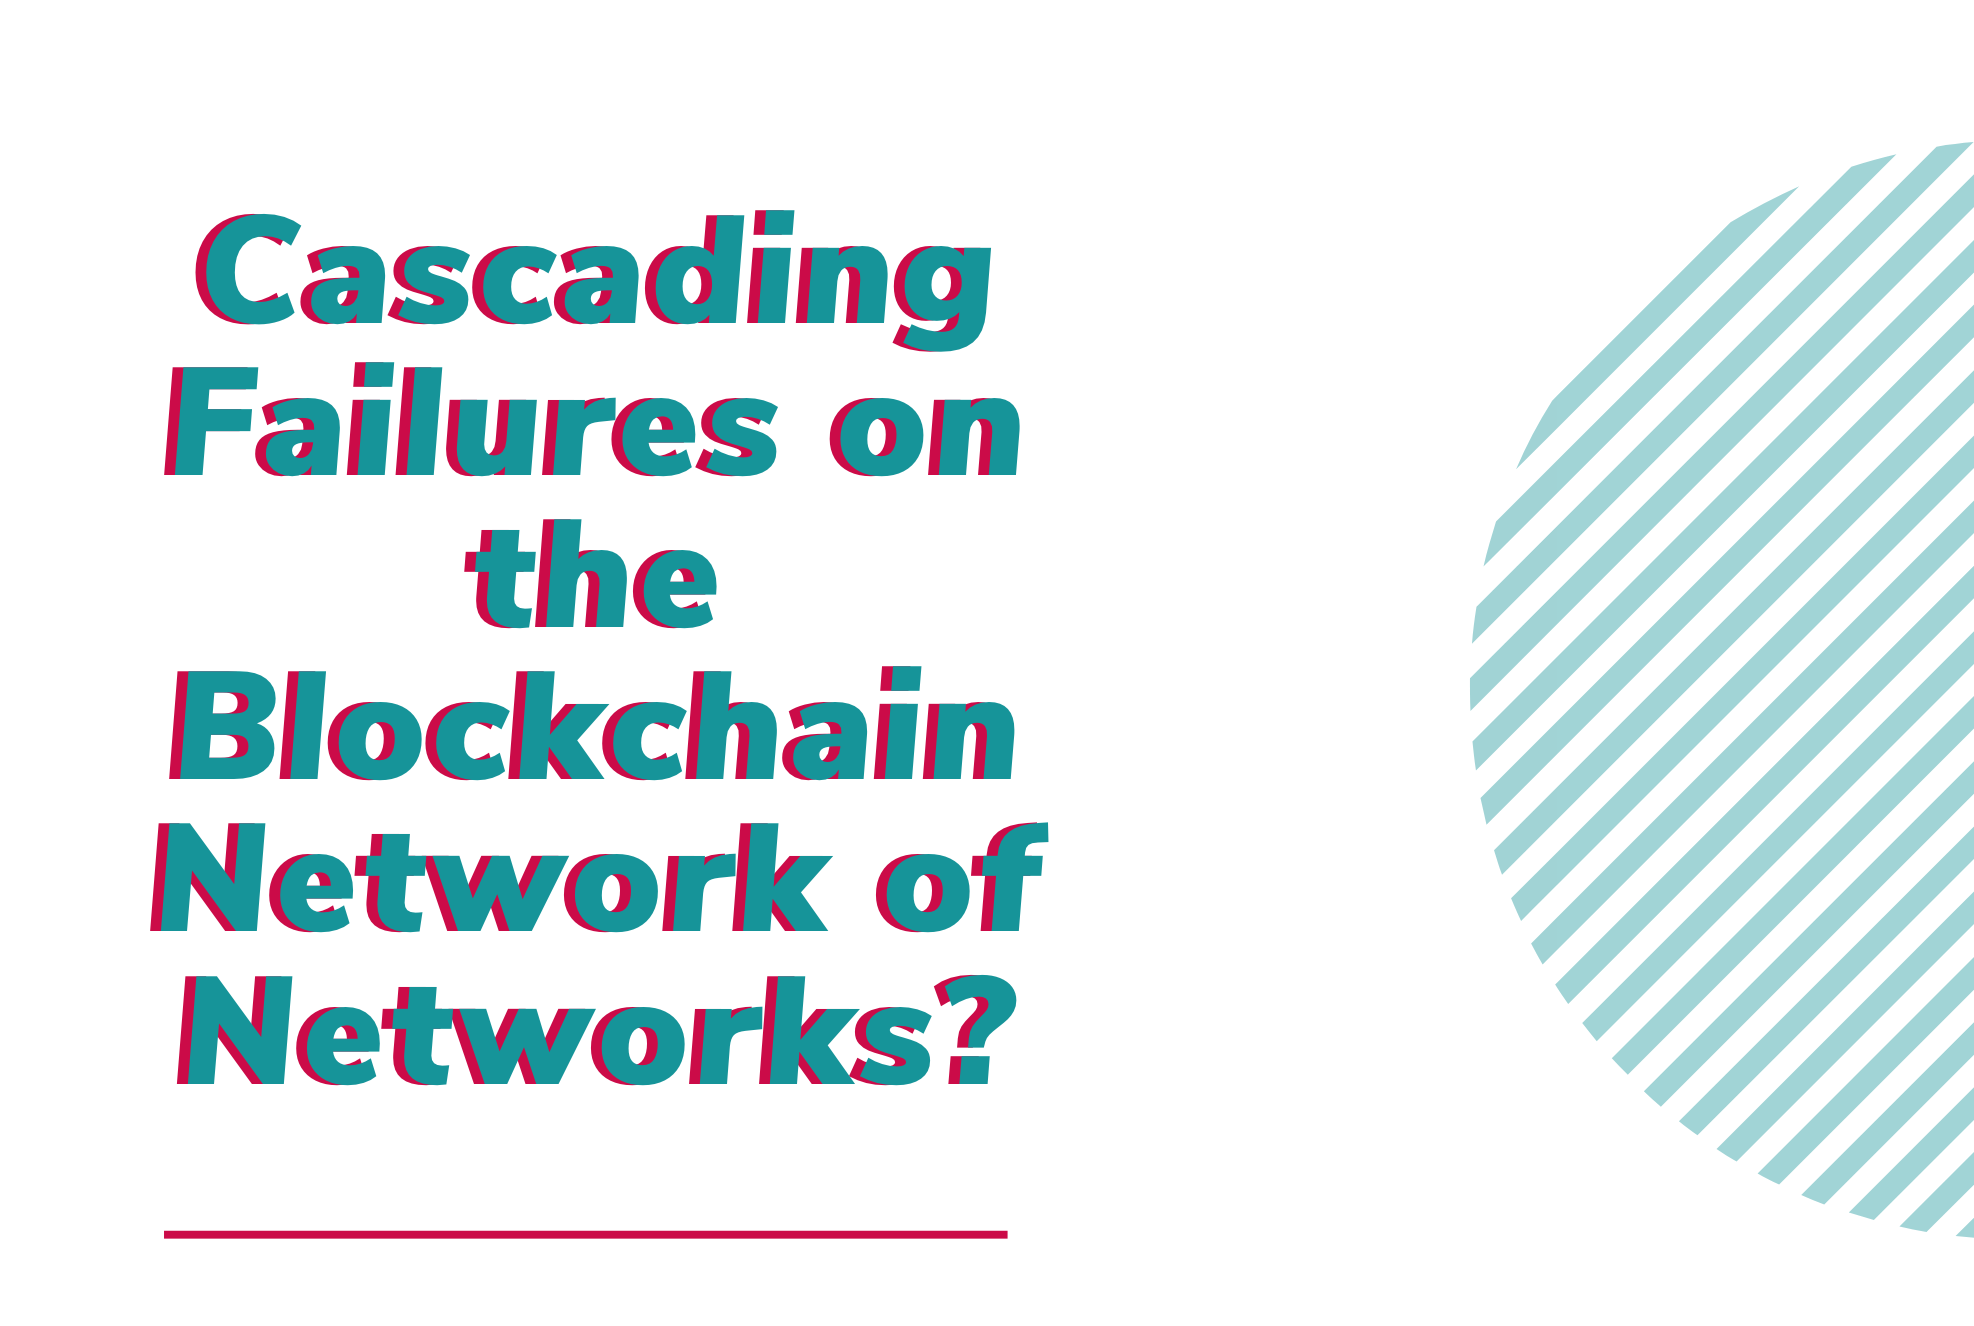 Cascading
Failures on
the
Blockchain
Network of
Networks?